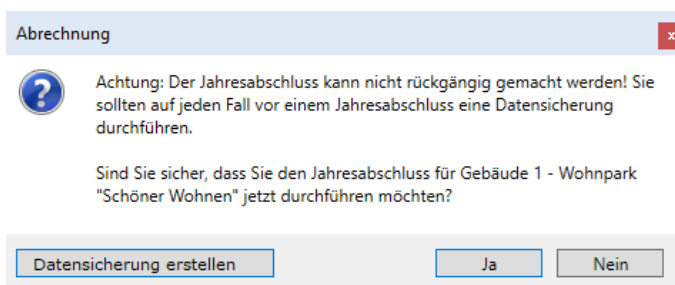 Abrechnung
x
Achtung: Der Jahresabschluss kann nicht rückgängig gemacht werden! Sie
sollten auf jeden Fall vor einem Jahresabschluss eine Datensicherung
durchführen.
Sind Sie sicher, dass Sie den Jahresabschluss für Gebäude 1 - Wohnpark
"Schöner Wohnen" jetzt durchführen möchten?
Datensicherung erstellen
Ja
Nein